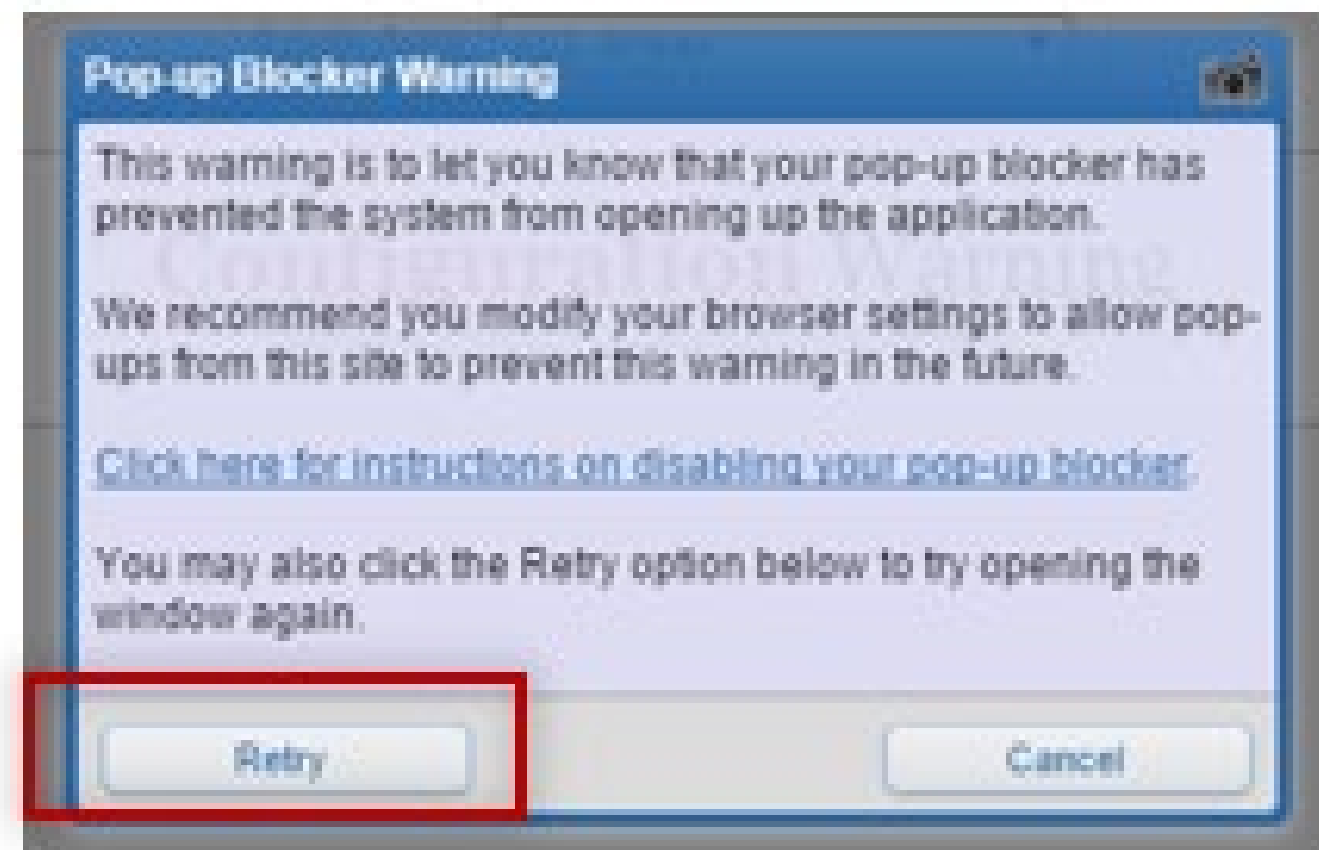 Pop-up Blocker Warning
This warning is to let you know that your pop-up blocker has
prevented the system from opening up the application.
Configuration Warning
We recommend you modify your browser settings to allow pop-
ups from this site to prevent this warning in the future.
Click here for instructions on disabling your pop-up blocker.
You may also click the Retry option below to try opening the
window again.
Retry
Cancel